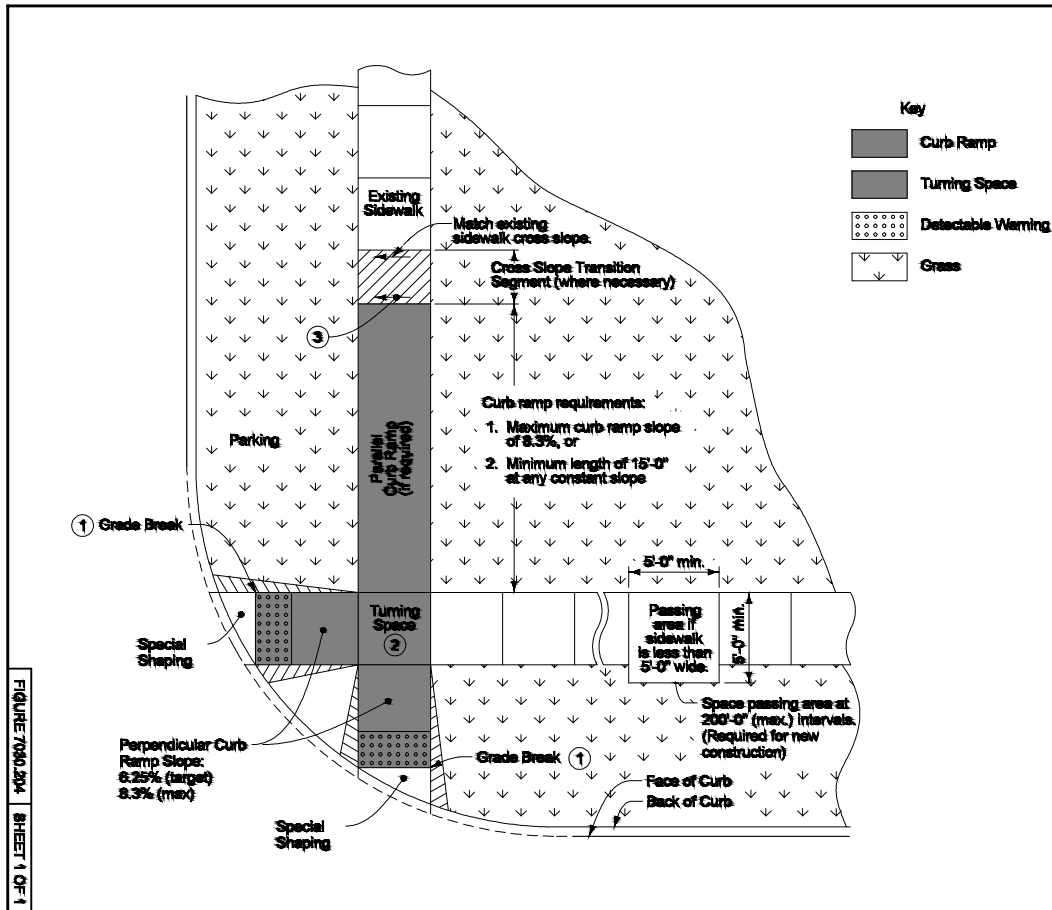 Key
Curb Ramp
Turning Space
Detectable Warning
Grass
Existing
Sidewalk
Match existing
sidewalk cross slope.
Cross Slope Transition
Segment (where necessary)
3
Parallel
Curb Ramp
(if required)
Curb ramp requirements:
1. Maximum curb ramp slope
of 8.3%, or
2. Minimum length of 15'-0"
at any constant slope
Parking
1 Grade Break
5'-0" min.
Turning
Space
2
Passing
area if
sidewalk
is less than
5'-0" wide.
5'-0" min.
Special
Shaping
Space passing area at
200'-0" (max.) intervals.
(Required for new
construction)
Perpendicular Curb
Ramp Slope:
6.25% (target)
8.3% (max)
Grade Break 1
Face of Curb
Back of Curb
Special
Shaping
FIGURE 7030.204
SHEET 1 OF 1